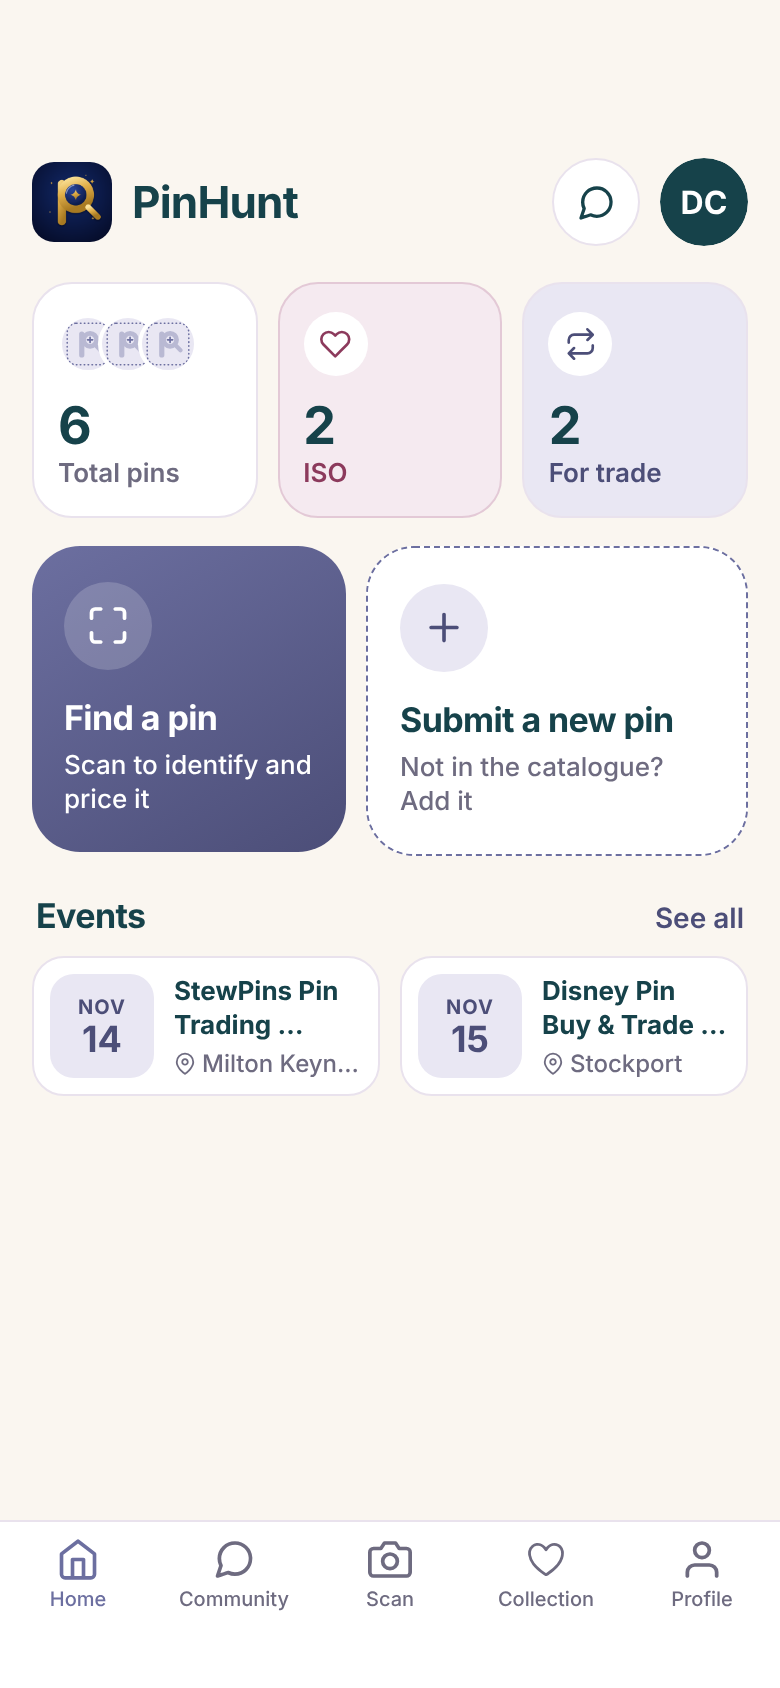 PinHunt
DC
6
Total pins
2
ISO
2
For trade
Find a pin
Scan to identify and
price it
Submit a new pin
Not in the catalogue?
Add it
Events
See all
NOV
14
StewPins Pin
Trading ...
Milton Keyn...
NOV
15
Disney Pin
Buy & Trade ...
Stockport
Home
Community
Scan
Collection
Profile